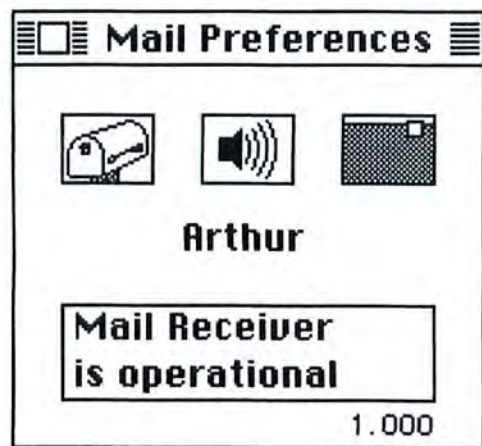 Mail Preferences
Arthur
Mail Receiver
is operational
1.000